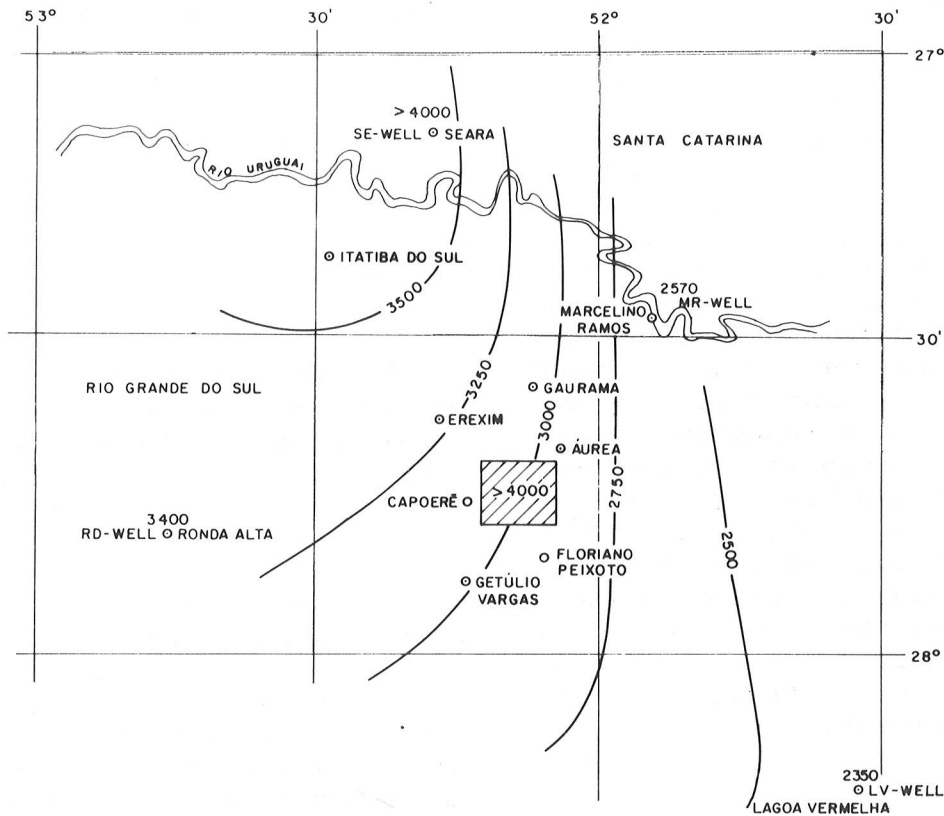 53°
30'
52°
30'
27°
> 4000
SE-WELL SEARA
SANTA CATARINA
RIO URUGUAI
ITATIBA DO SUL
3500
2570
MR-WELL
MARCELINO
RAMOS
30'
RIO GRANDE DO SUL
3250
GAURAMA
EREXIM
3000
ÁUREA
2750
CAPOERÊ
> 4000
3400
RD-WELL RONDA ALTA
2500
FLORIANO
PEIXOTO
GETÚLIO
VARGAS
28°
2350
LV-WELL
LAGOA VERMELHA